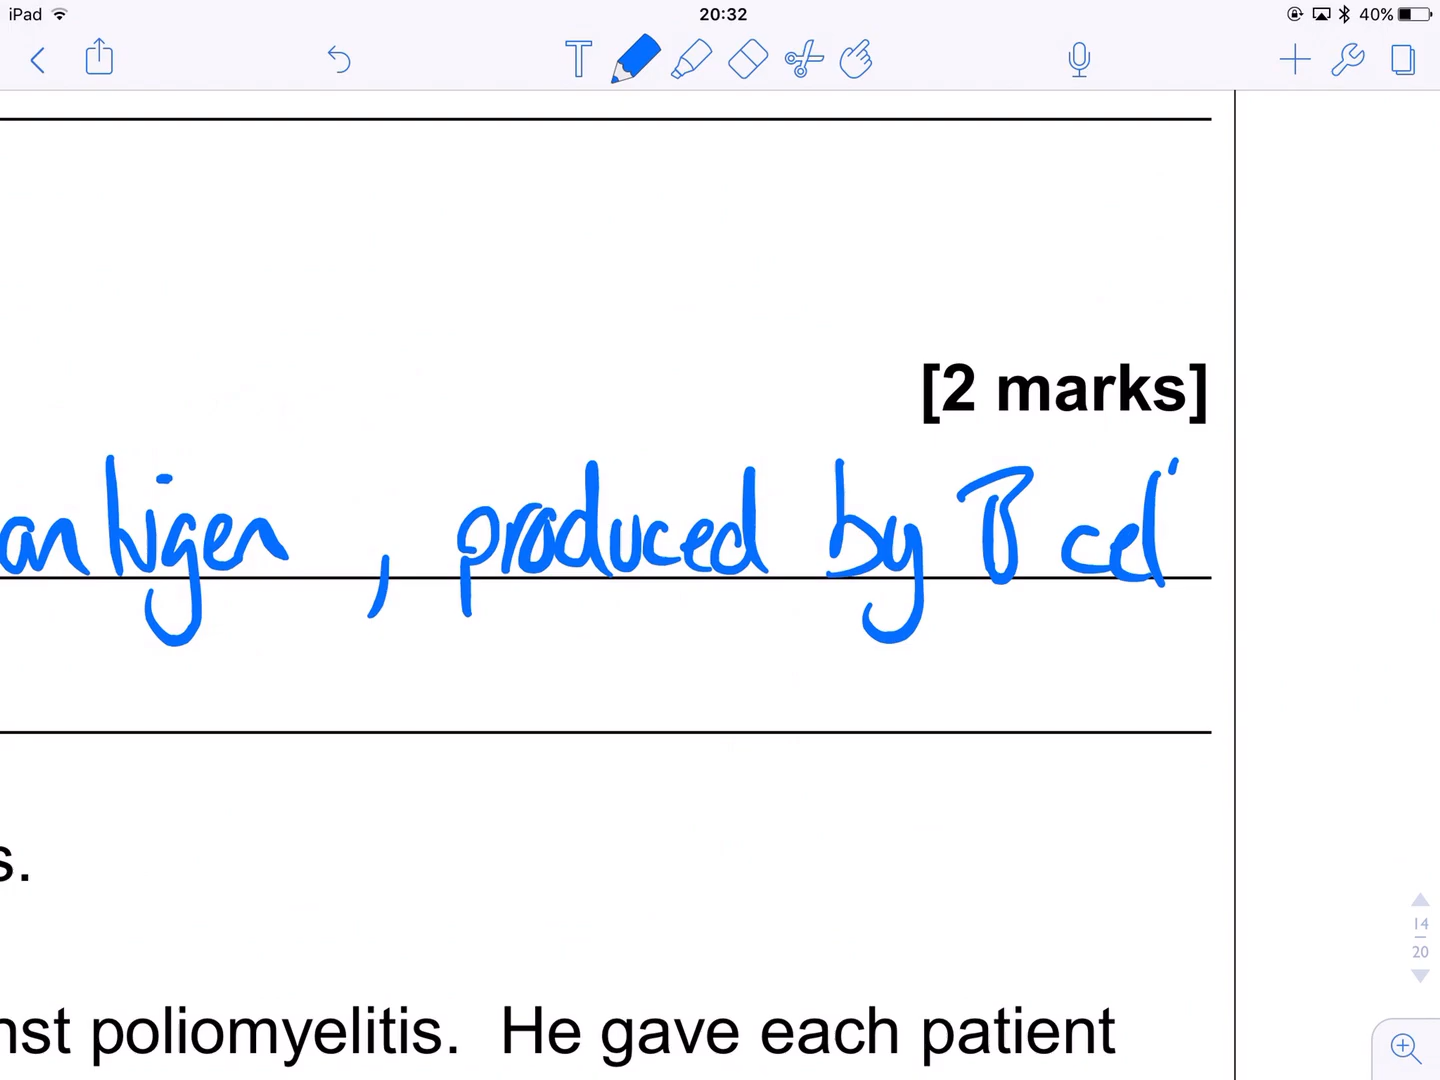 iPad 20:32 40%
[2 marks]
antigen , produced by B cel
s.
nst poliomyelitis. He gave each patient
14
20